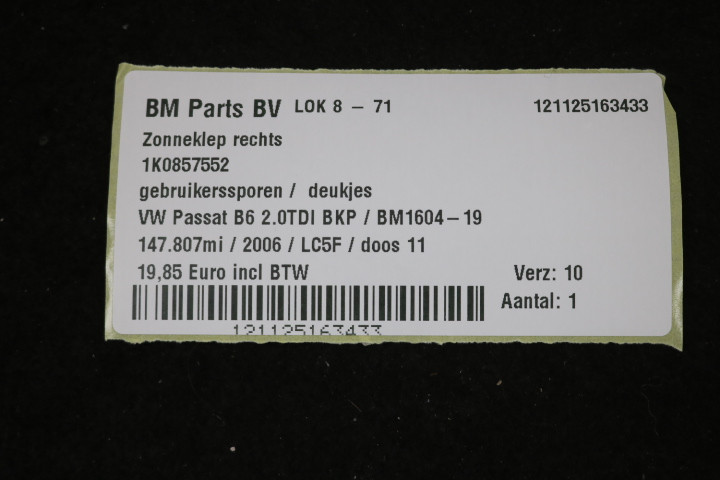 BM Parts BV LOK 8 - 71 121125163433
Zonneklep rechts
1K0857552
gebruikerssporen / deukjes
VW Passat B6 2.0TDI BKP / BM1604-19
147.807mi / 2006 / LC5F / doos 11
19,85 Euro incl BTW Verz: 10
Aantal: 1
121125163433